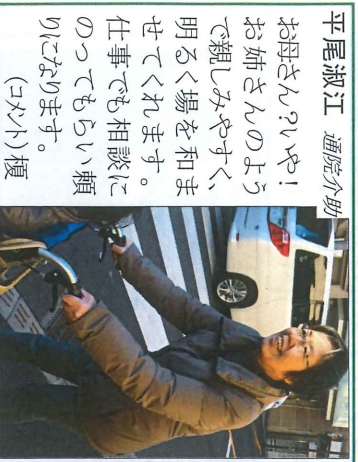 平尾淑江 通院介助
お母さん?いや!
お姉さんのよう
で親しみやすく、
明るく場を和ま
せてくれます。
仕事でも相談に
のってもらい頼
りになります。
(コメント)榎